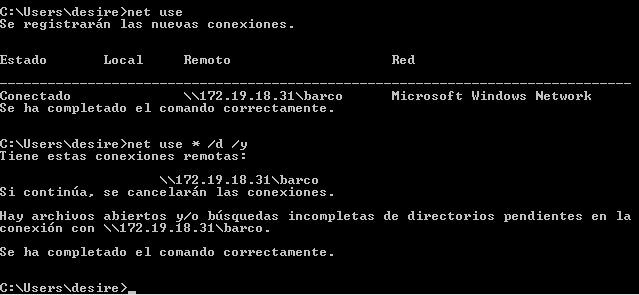 C:\Users\desire>net use
Se registrarán las nuevas conexiones.
Estado Local Remoto Red
-------------------------------------------------------------------------------
Conectado \\172.19.18.31\barco Microsoft Windows Network
Se ha completado el comando correctamente.
C:\Users\desire>net use * /d /y
Tiene estas conexiones remotas:
\\172.19.18.31\barco
Si continúa, se cancelarán las conexiones.
Hay archivos abiertos y/o búsquedas incompletas de directorios pendientes en la
conexión con \\172.19.18.31\barco.
Se ha completado el comando correctamente.
C:\Users\desire>_